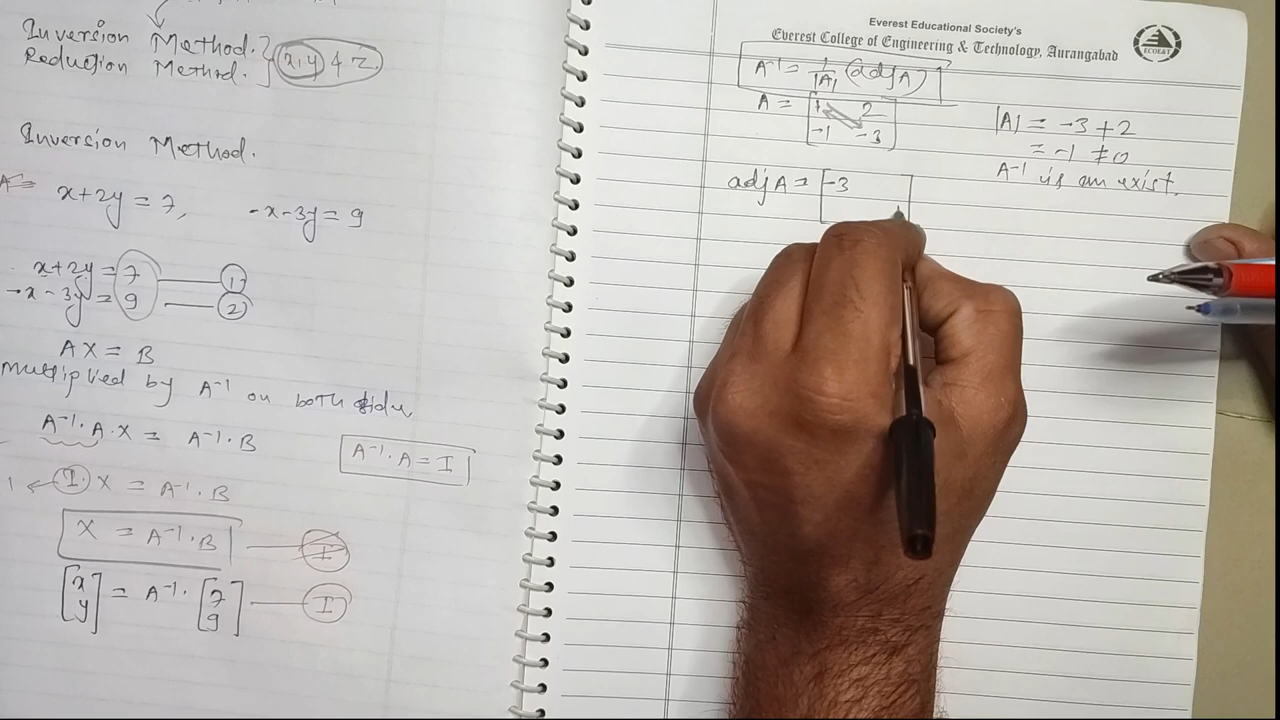 Inversion Method.
Reduction Method. } x, y & z
Inversion Method.
x+2y = 7, -x-3y = 9
x+2y = 7 — 1
-x - 3y = 9 — 2
AX = B
multiplied by A⁻¹ on both side
A⁻¹·A·X = A⁻¹·B
A⁻¹·A = I
1 ← I· X = A⁻¹·B
X = A⁻¹·B — I
[x y] = A⁻¹· [7 9] — I
Everest Educational Society's
Everest College of Engineering & Technology, Aurangabad
ECOE&T
A⁻¹ = 1/|A| (adj A)
A = [1 2
-1 -3]
|A| = -3 + 2
= -1 ≠ 0
A⁻¹ is an exist.
adj A = [-3